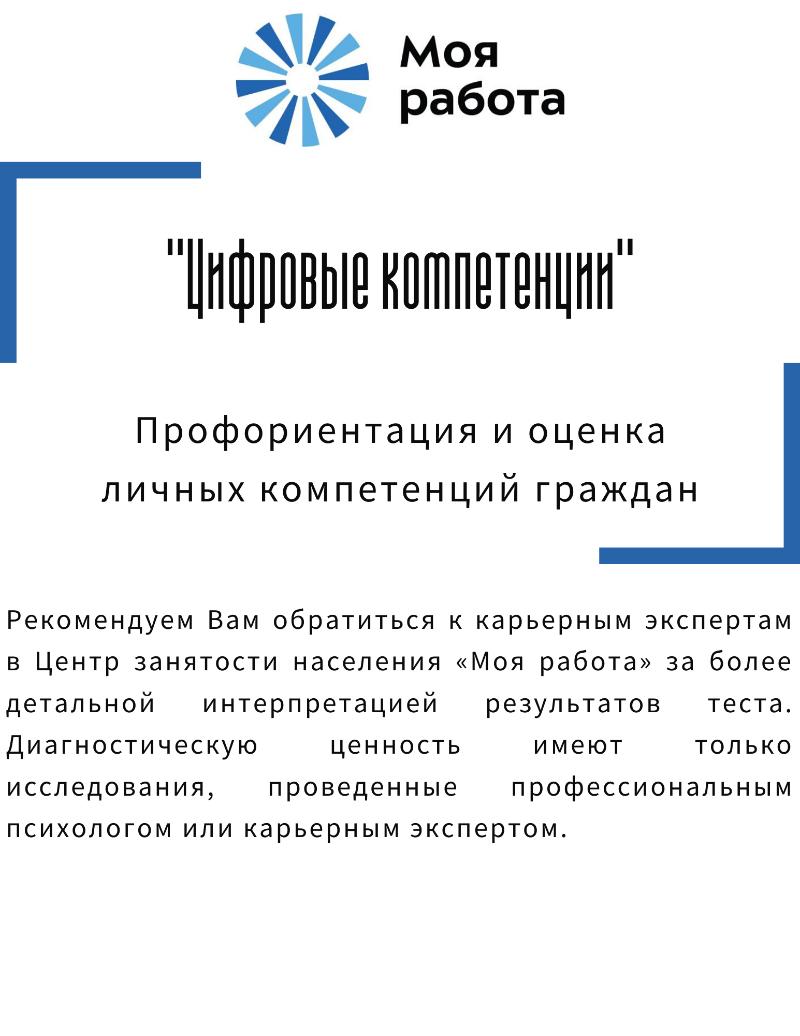 Моя
работа
"Цифровые компетенции"
Профориентация и оценка
личных компетенций граждан
Рекомендуем Вам обратиться к карьерным экспертам
в Центр занятости населения «Моя работа» за более
детальной интерпретацией результатов теста.
Диагностическую ценность имеют только
исследования, проведенные профессиональным
психологом или карьерным экспертом.